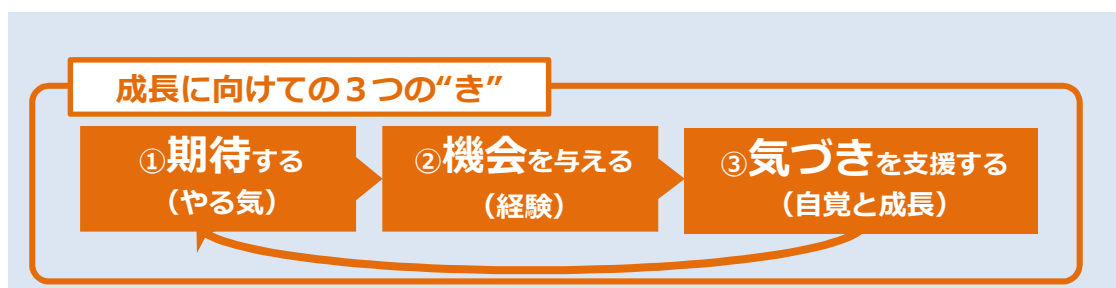 成長に向けての３つの“き”
①期待する
（やる気）
②機会を与える
（経験）
③気づきを支援する
（自覚と成長）